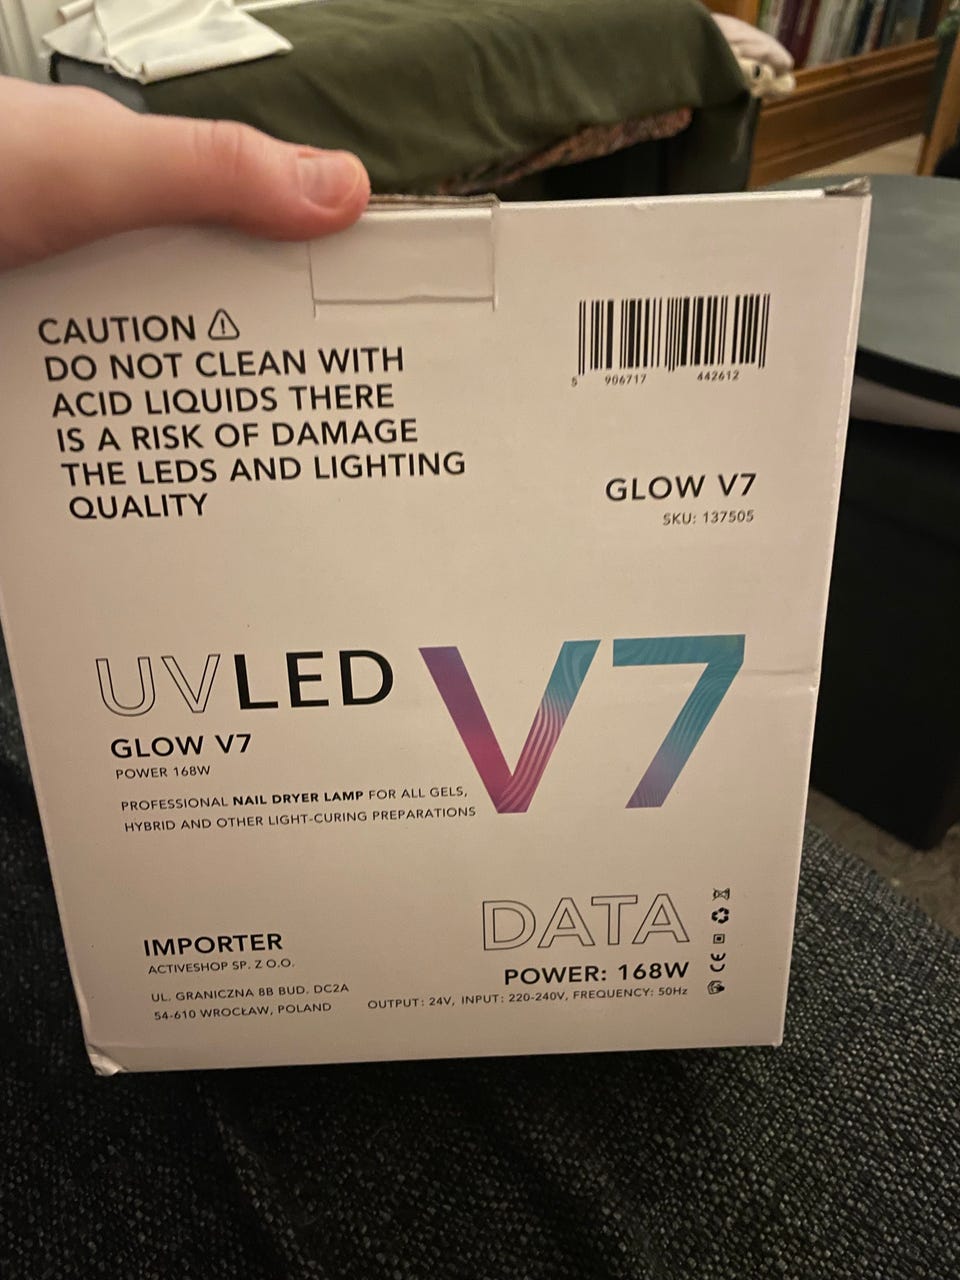 CAUTION ⚠
DO NOT CLEAN WITH
ACID LIQUIDS THERE
IS A RISK OF DAMAGE
THE LEDS AND LIGHTING
QUALITY
5 906717 442612
GLOW V7
SKU: 137505
UVLED V7
GLOW V7
POWER 168W
PROFESSIONAL NAIL DRYER LAMP FOR ALL GELS,
HYBRID AND OTHER LIGHT-CURING PREPARATIONS
IMPORTER
ACTIVESHOP SP. Z O.O.
UL. GRANICZNA 8B BUD. DC2A
54-610 WROCŁAW, POLAND
DATA
POWER: 168W
OUTPUT: 24V, INPUT: 220-240V, FREQUENCY: 50Hz
CE